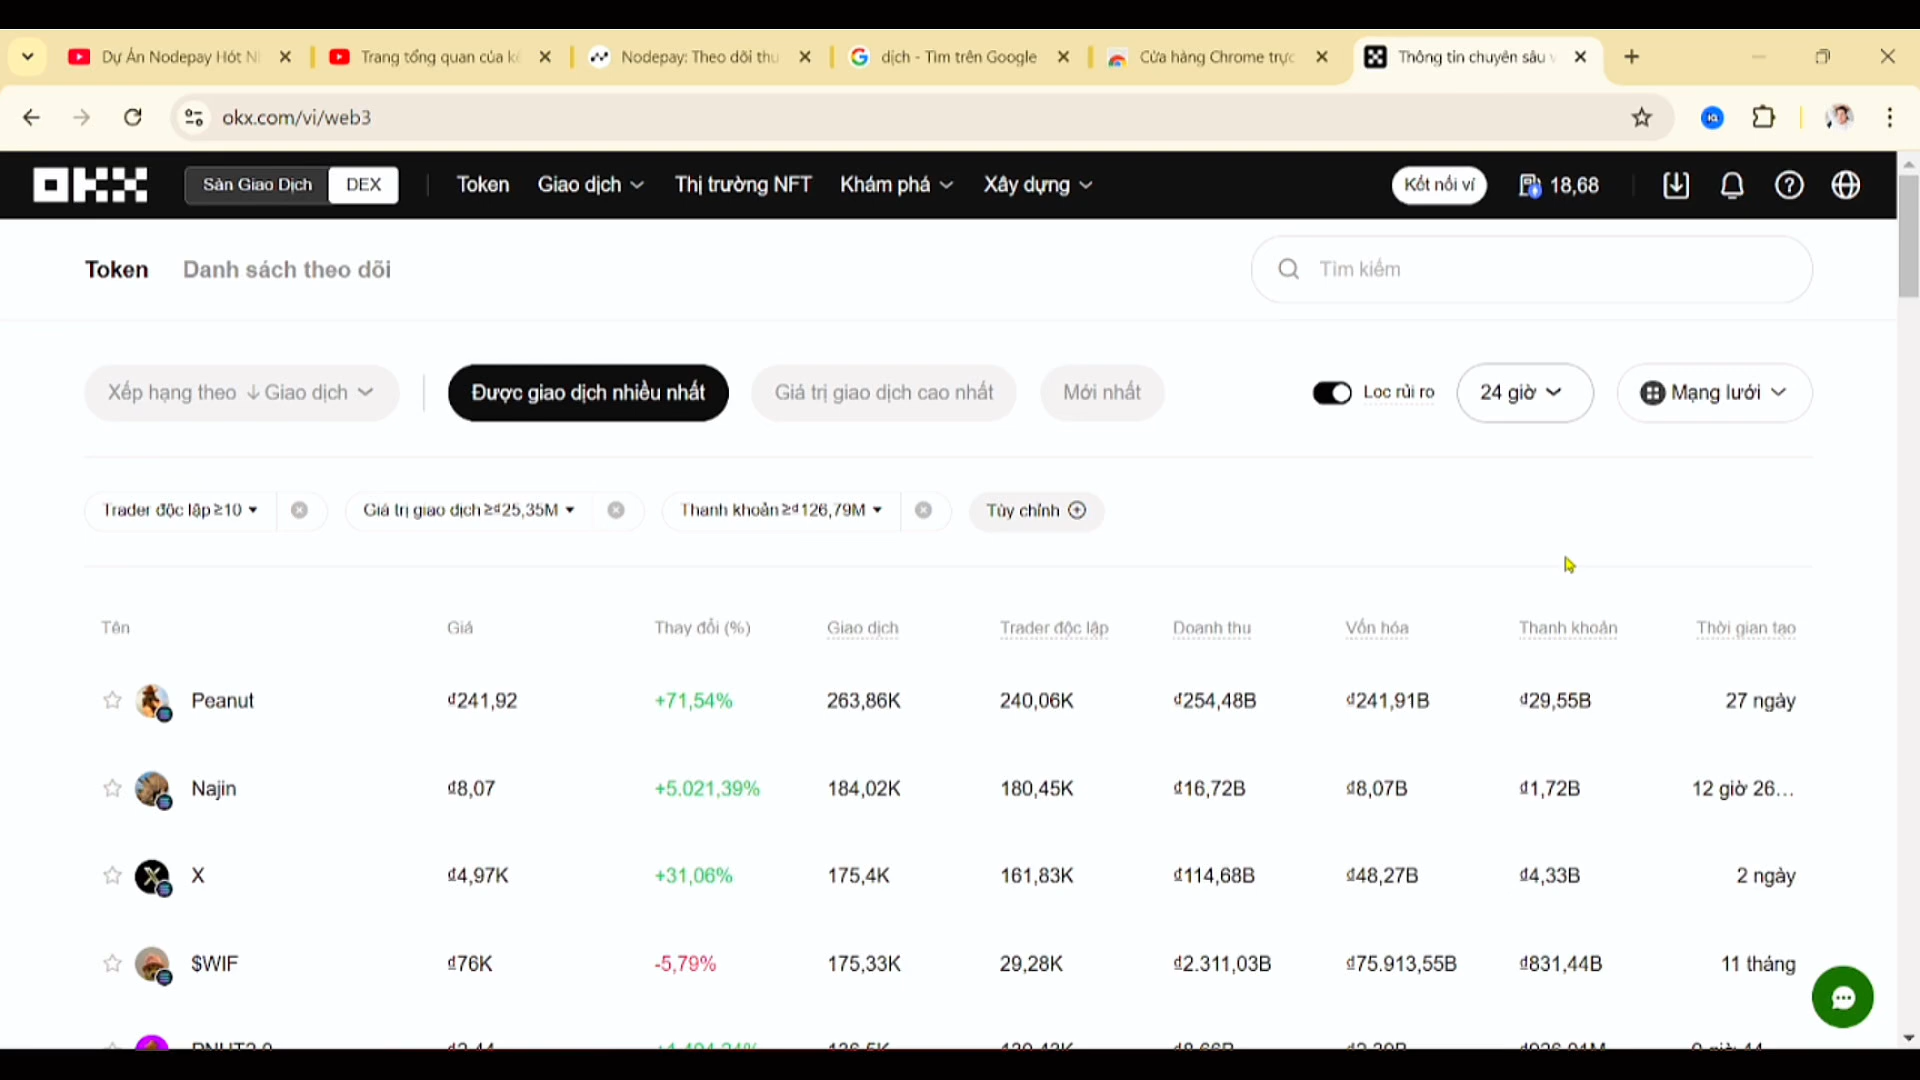 Dự Án Nodepay Hót N
Trang tổng quan của k
Nodepay: Theo dõi thu
dịch - Tìm trên Google
Cửa hàng Chrome trực
Thông tin chuyên sâu v
okx.com/vi/web3
OKX
Sàn Giao Dịch
DEX
Token
Giao dịch
Thị trường NFT
Khám phá
Xây dựng
Kết nối ví
18,68
Token
Danh sách theo dõi
Tìm kiếm
Xếp hạng theo ↓ Giao dịch
Được giao dịch nhiều nhất
Giá trị giao dịch cao nhất
Mới nhất
Lọc rủi ro
24 giờ
Mạng lưới
Trader độc lập≥10
Giá trị giao dịch≥₫25,35M
Thanh khoản≥₫126,79M
Tùy chỉnh
Tên Giá Thay đổi (%) Giao dịch Trader độc lập Doanh thu Vốn hóa Thanh khoản Thời gian tạo
Peanut ₫241,92 +71,54% 263,86K 240,06K ₫254,48B ₫241,91B ₫29,55B 27 ngày
Najin ₫8,07 +5.021,39% 184,02K 180,45K ₫16,72B ₫8,07B ₫1,72B 12 giờ 26...
X ₫4,97K +31,06% 175,4K 161,83K ₫114,68B ₫48,27B ₫4,33B 2 ngày
$WIF ₫76K -5,79% 175,33K 29,28K ₫2.311,03B ₫75.913,55B ₫831,44B 11 tháng